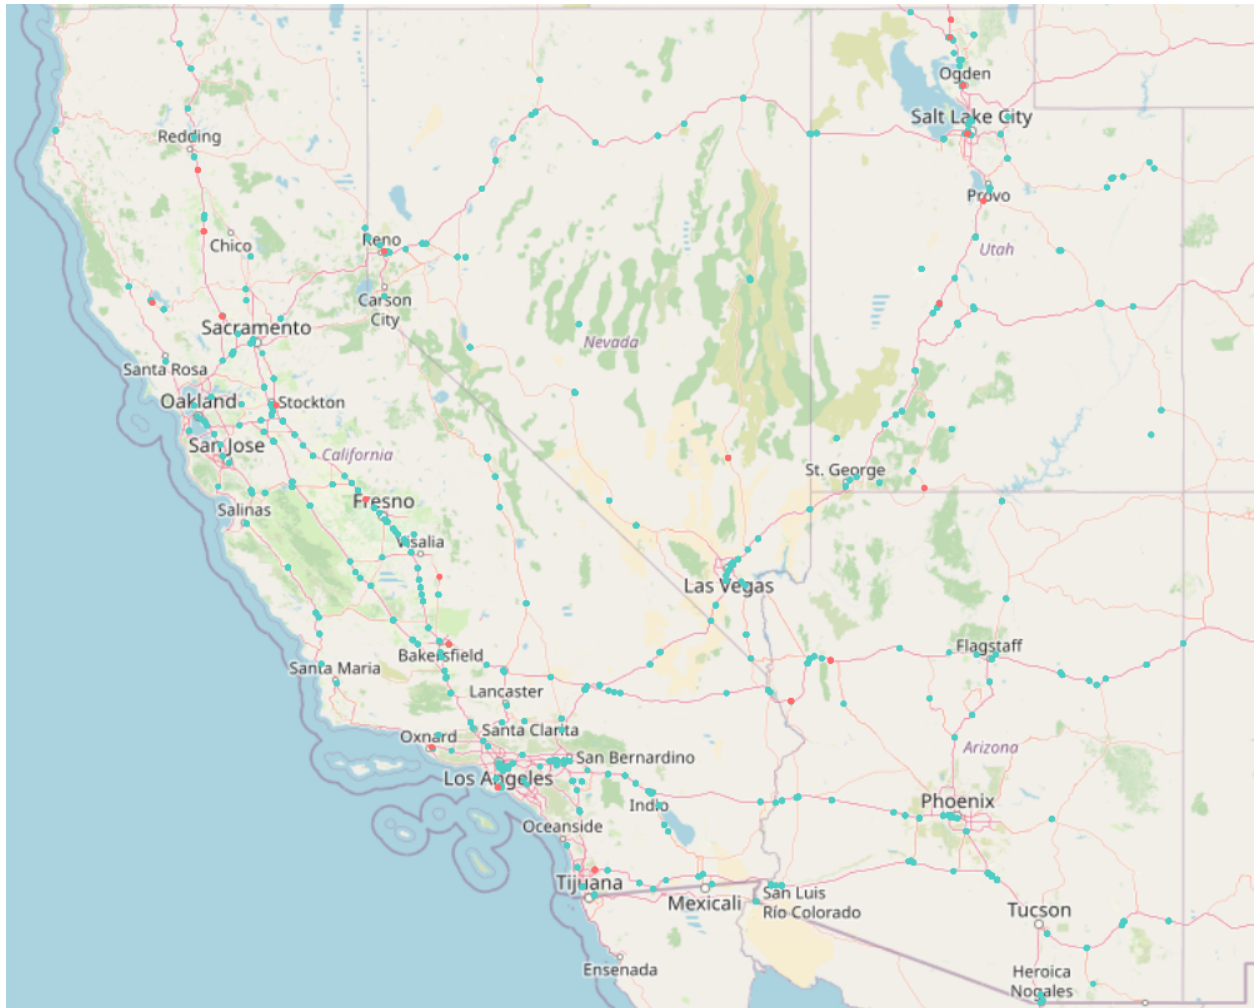 Ogden
Salt Lake City
Redding
Provo
Reno
Chico
Utah
Carson
City
Sacramento
Nevada
Santa Rosa
Oakland
Stockton
San Jose
California
St. George
Fresno
Salinas
Visalia
Las Vegas
Flagstaff
Bakersfield
Santa Maria
Lancaster
Santa Clarita
Oxnard
Arizona
San Bernardino
Los Angeles
Indio
Phoenix
Oceanside
Tijuana
Mexicali
San Luis
Río Colorado
Tucson
Ensenada
Heroica
Nogales